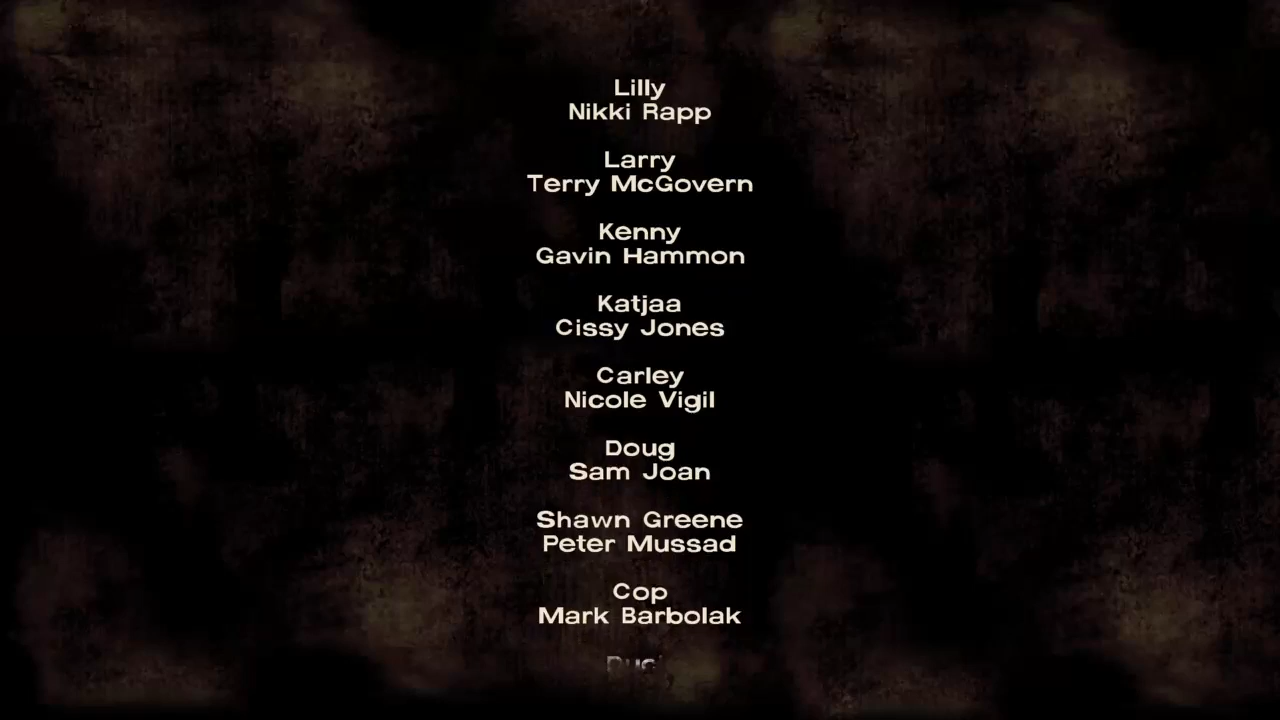 Lilly
Nikki Rapp
Larry
Terry McGovern
Kenny
Gavin Hammon
Katjaa
Cissy Jones
Carley
Nicole Vigil
Doug
Sam Joan
Shawn Greene
Peter Mussad
Cop
Mark Barbolak